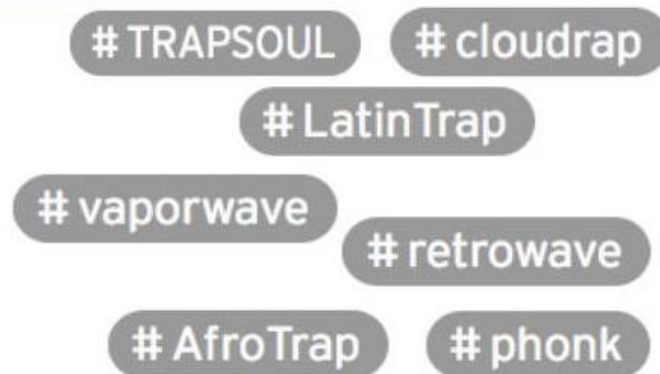 # TRAPSOUL
# cloudrap
# LatinTrap
# vaporwave
# retrowave
# AfroTrap
# phonk